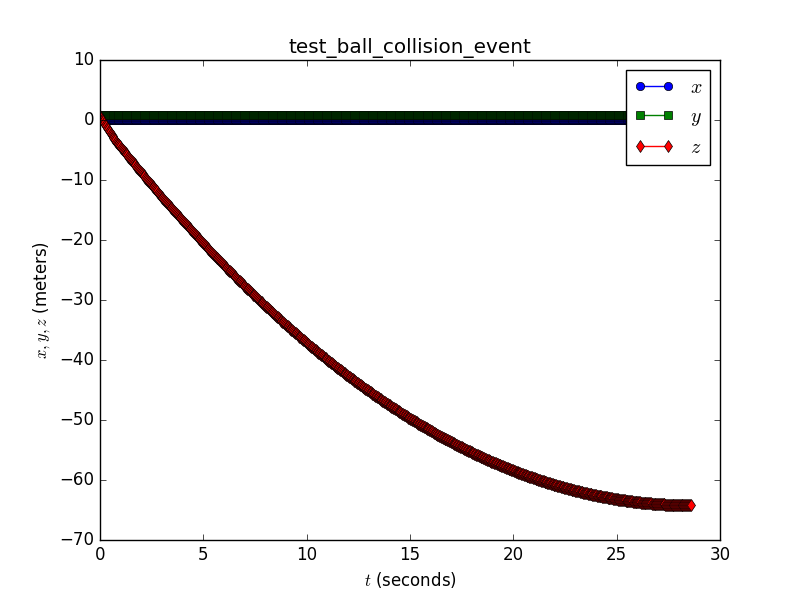 test_ball_collision_event
10
0
−10
−20
−30
−40
−50
−60
−70
x, y, z (meters)
x
y
z
0
5
10
15
20
25
30
t (seconds)